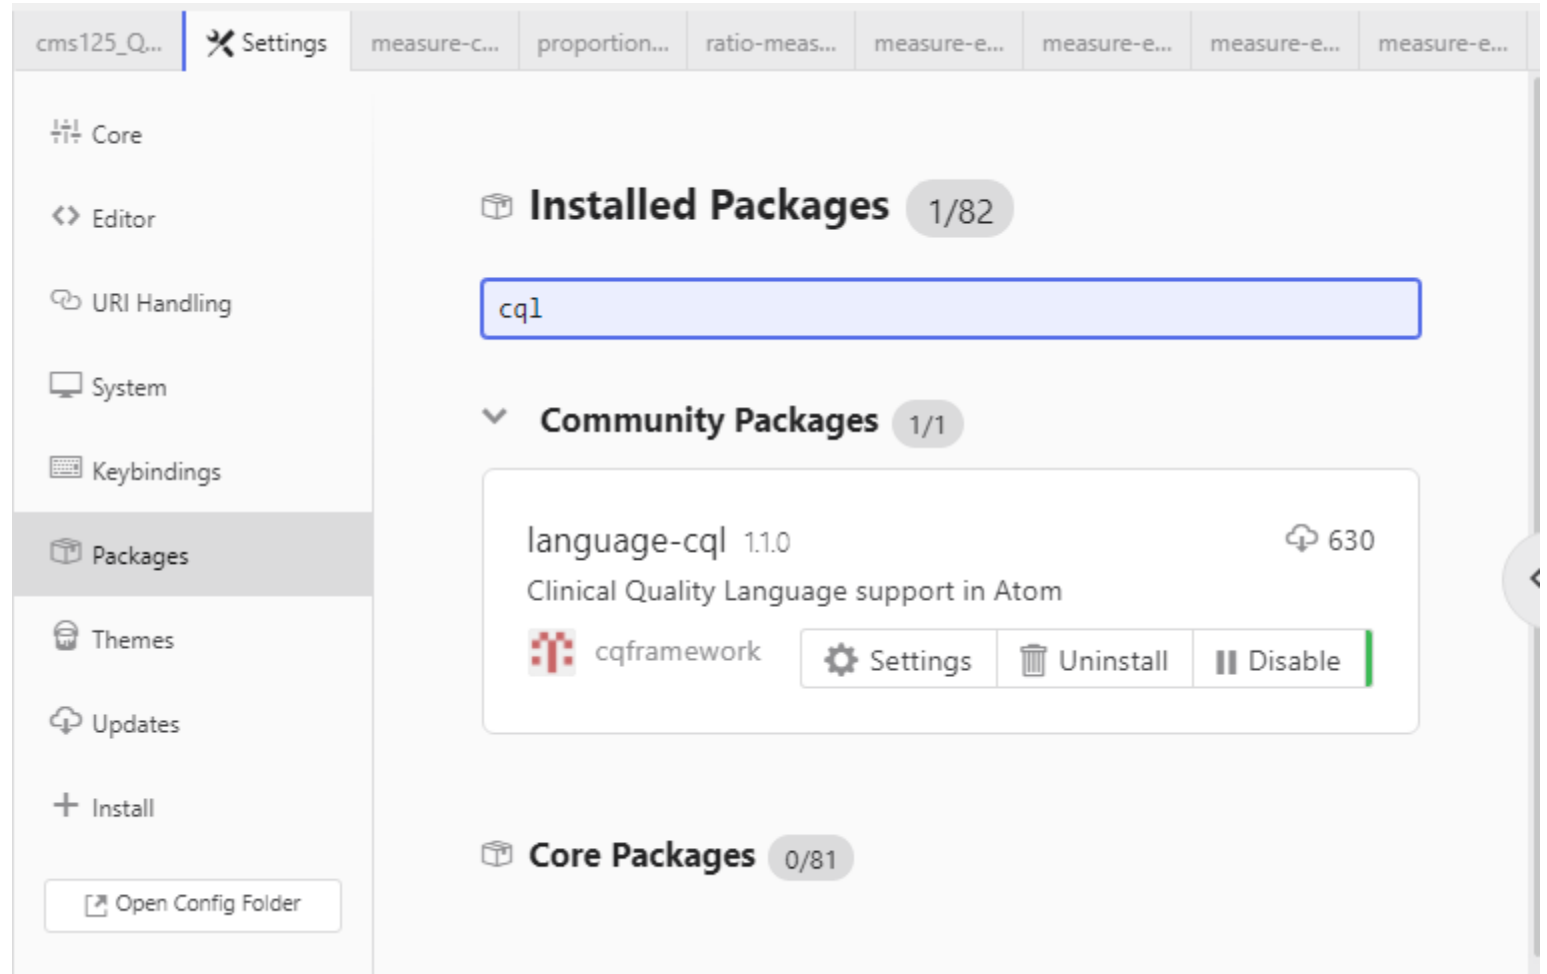 cms125_Q...
Settings
measure-c...
proportion...
ratio-meas...
measure-e...
measure-e...
measure-e...
measure-e...
Core
Editor
URI Handling
System
Keybindings
Packages
Themes
Updates
Install
Open Config Folder
Installed Packages 1/82
cql
Community Packages 1/1
language-cql 1.1.0 630
Clinical Quality Language support in Atom
cqframework Settings Uninstall Disable
Core Packages 0/81